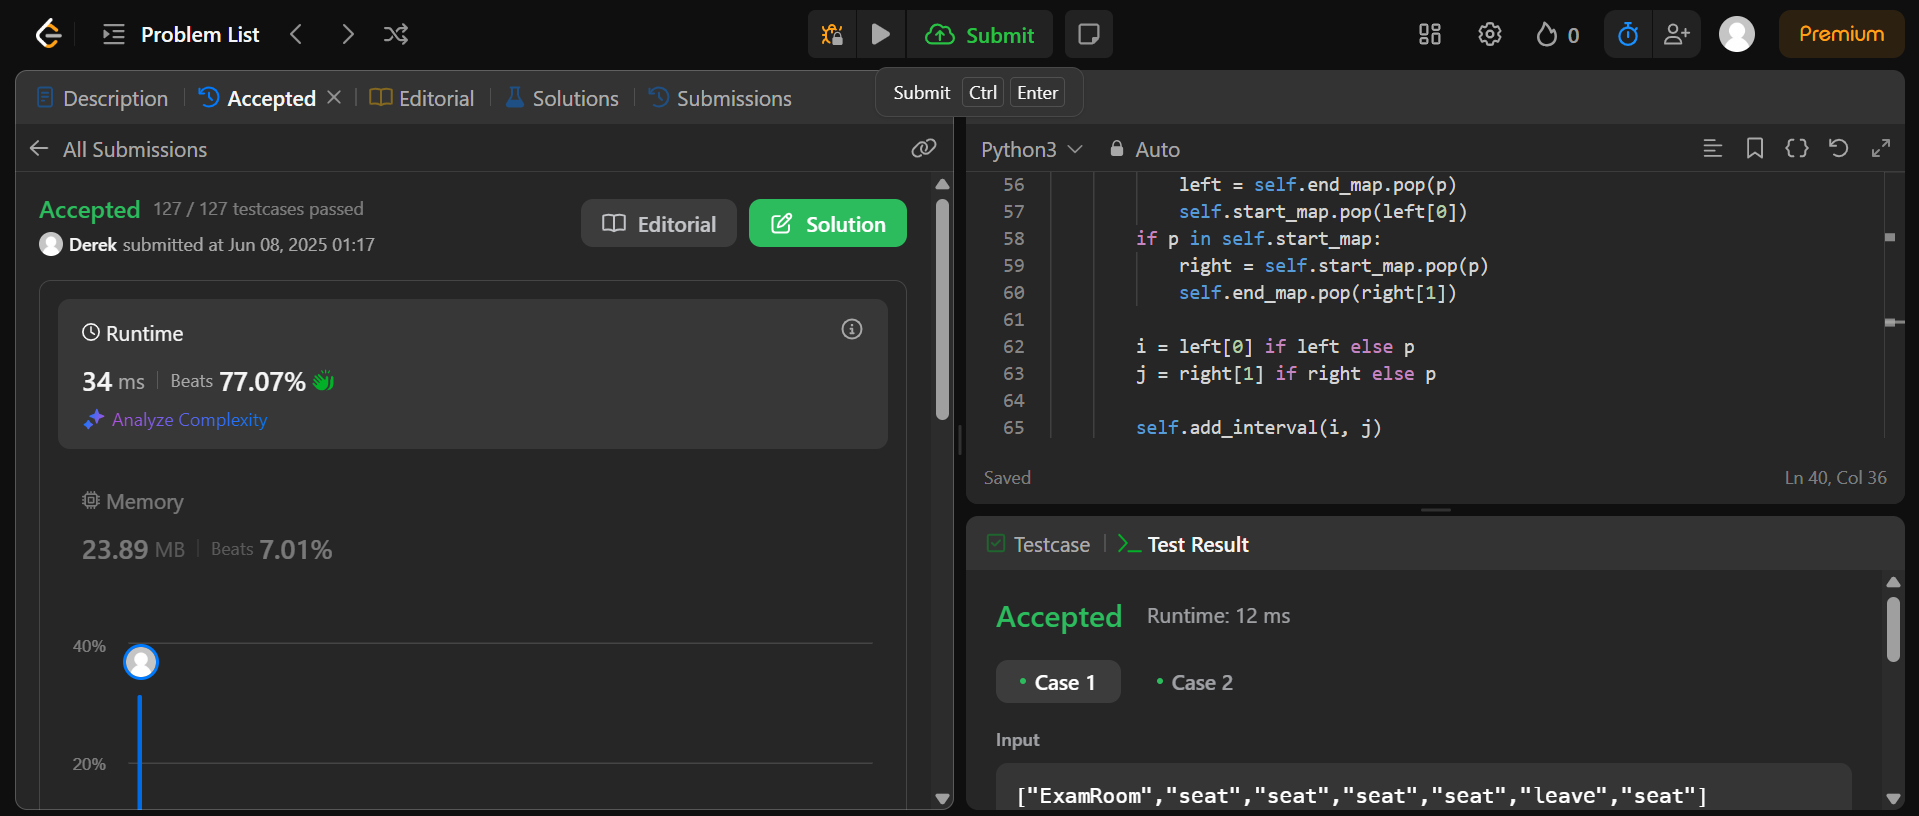 Problem List
Submit
0
Premium
Submit Ctrl Enter
Description
Accepted
Editorial
Solutions
Submissions
All Submissions
Accepted 127 / 127 testcases passed
Derek submitted at Jun 08, 2025 01:17
Editorial
Solution
Runtime
34 ms
Beats 77.07%
Analyze Complexity
Memory
23.89 MB
Beats 7.01%
40%
20%
Python3
Auto
56 left = self.end_map.pop(p)
57 self.start_map.pop(left[0])
58 if p in self.start_map:
59 right = self.start_map.pop(p)
60 self.end_map.pop(right[1])
61
62 i = left[0] if left else p
63 j = right[1] if right else p
64
65 self.add_interval(i, j)
Saved
Ln 40, Col 36
Testcase
Test Result
Accepted Runtime: 12 ms
Case 1
Case 2
Input
["ExamRoom","seat","seat","seat","seat","leave","seat"]